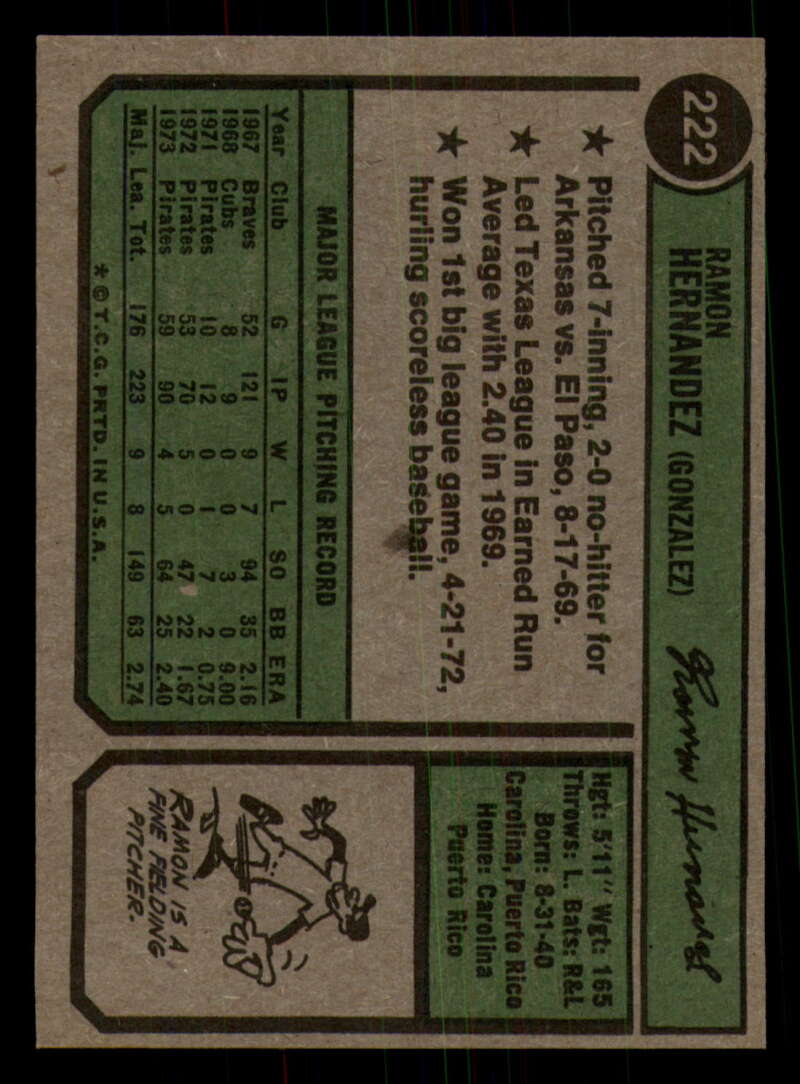 222
RAMON
HERNANDEZ (GONZALEZ)
Ramon Hernandez
★ Pitched 7-inning, 2-0 no-hitter for
Arkansas vs. El Paso, 8-17-69.
★ Led Texas League in Earned Run
Average with 2.40 in 1969.
★ Won 1st big league game, 4-21-72,
hurling scoreless baseball.
MAJOR LEAGUE PITCHING RECORD
Year Club G IP W L SO BB ERA
1967 Braves 52 121 9 7 94 35 2.16
1968 Cubs 8 9 0 0 3 0 9.00
1971 Pirates 10 12 0 1 7 2 0.75
1972 Pirates 53 70 5 0 47 22 1.67
1973 Pirates 59 90 4 5 64 25 2.40
Maj. Lea. Tot. 176 223 9 8 149 63 2.74
* © T.C.G. PRTD. IN U.S.A.
Hgt: 5'11" Wgt: 165
Throws: L. Bats: R&L
Born: 8-31-40
Carolina, Puerto Rico
Home: Carolina
Puerto Rico
RAMON IS A
FINE FIELDING
PITCHER.